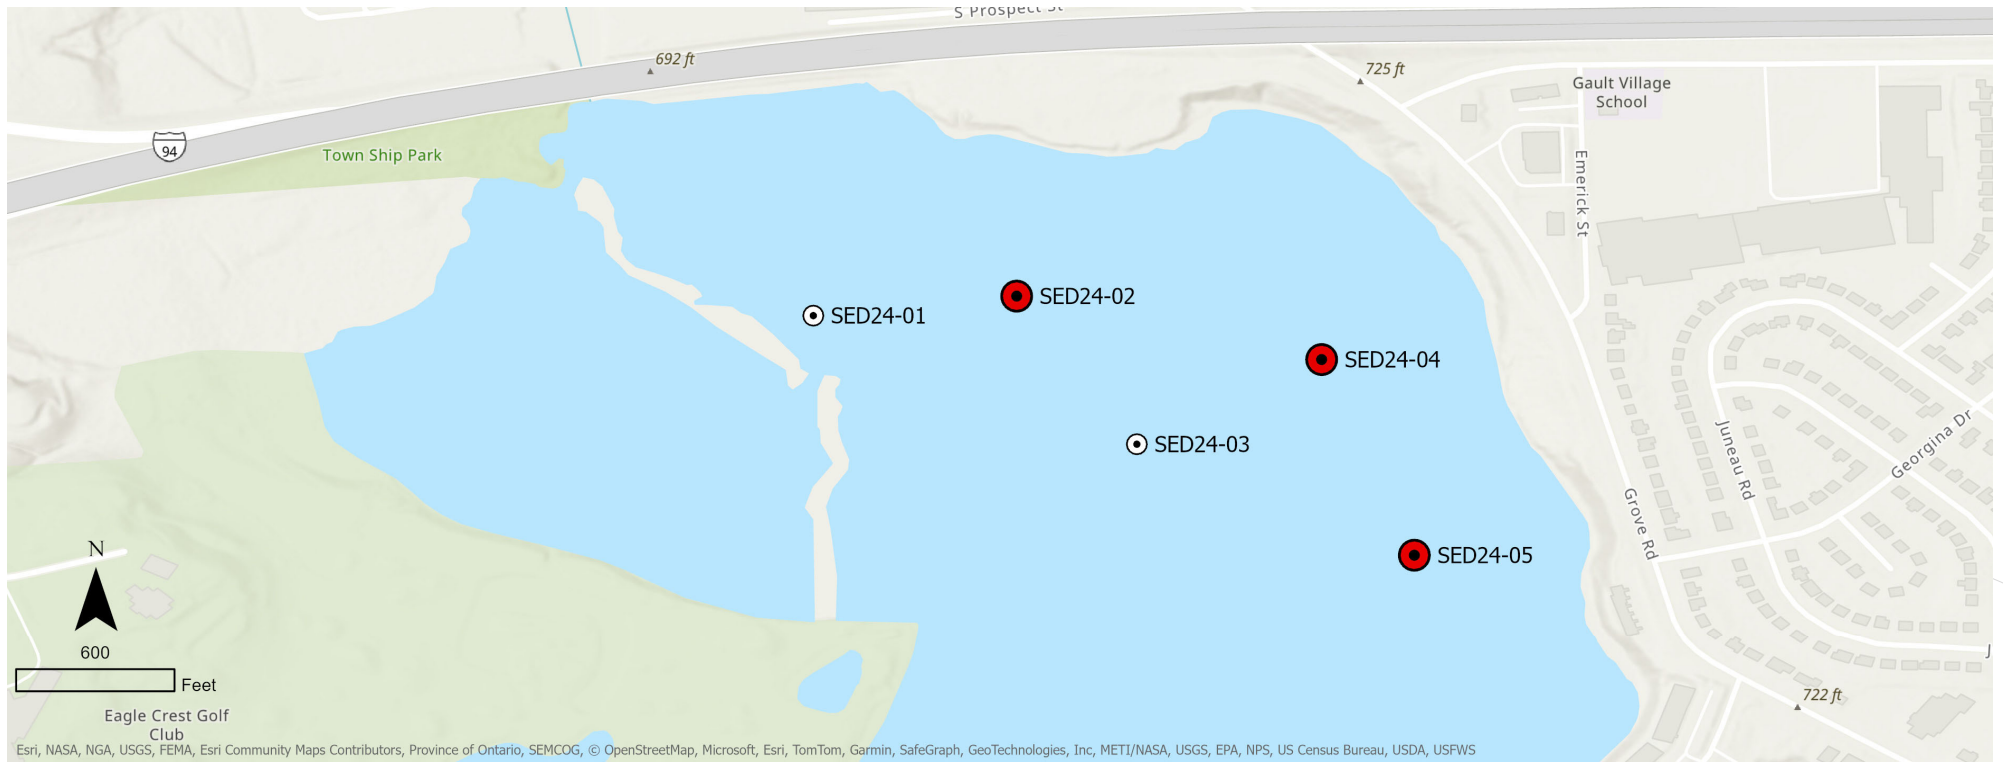 S Prospect St
692 ft
725 ft
Gault Village
School
94
Town Ship Park
Emerick St
SED24-02
SED24-01
SED24-04
SED24-03
Juneau Rd
Georgina Dr
Grove Rd
SED24-05
N
600
Feet
J
722 ft
Eagle Crest Golf
Club
Esri, NASA, NGA, USGS, FEMA, Esri Community Maps Contributors, Province of Ontario, SEMCOG, © OpenStreetMap, Microsoft, Esri, TomTom, Garmin, SafeGraph, GeoTechnologies, Inc, METI/NASA, USGS, EPA, NPS, US Census Bureau, USDA, USFWS